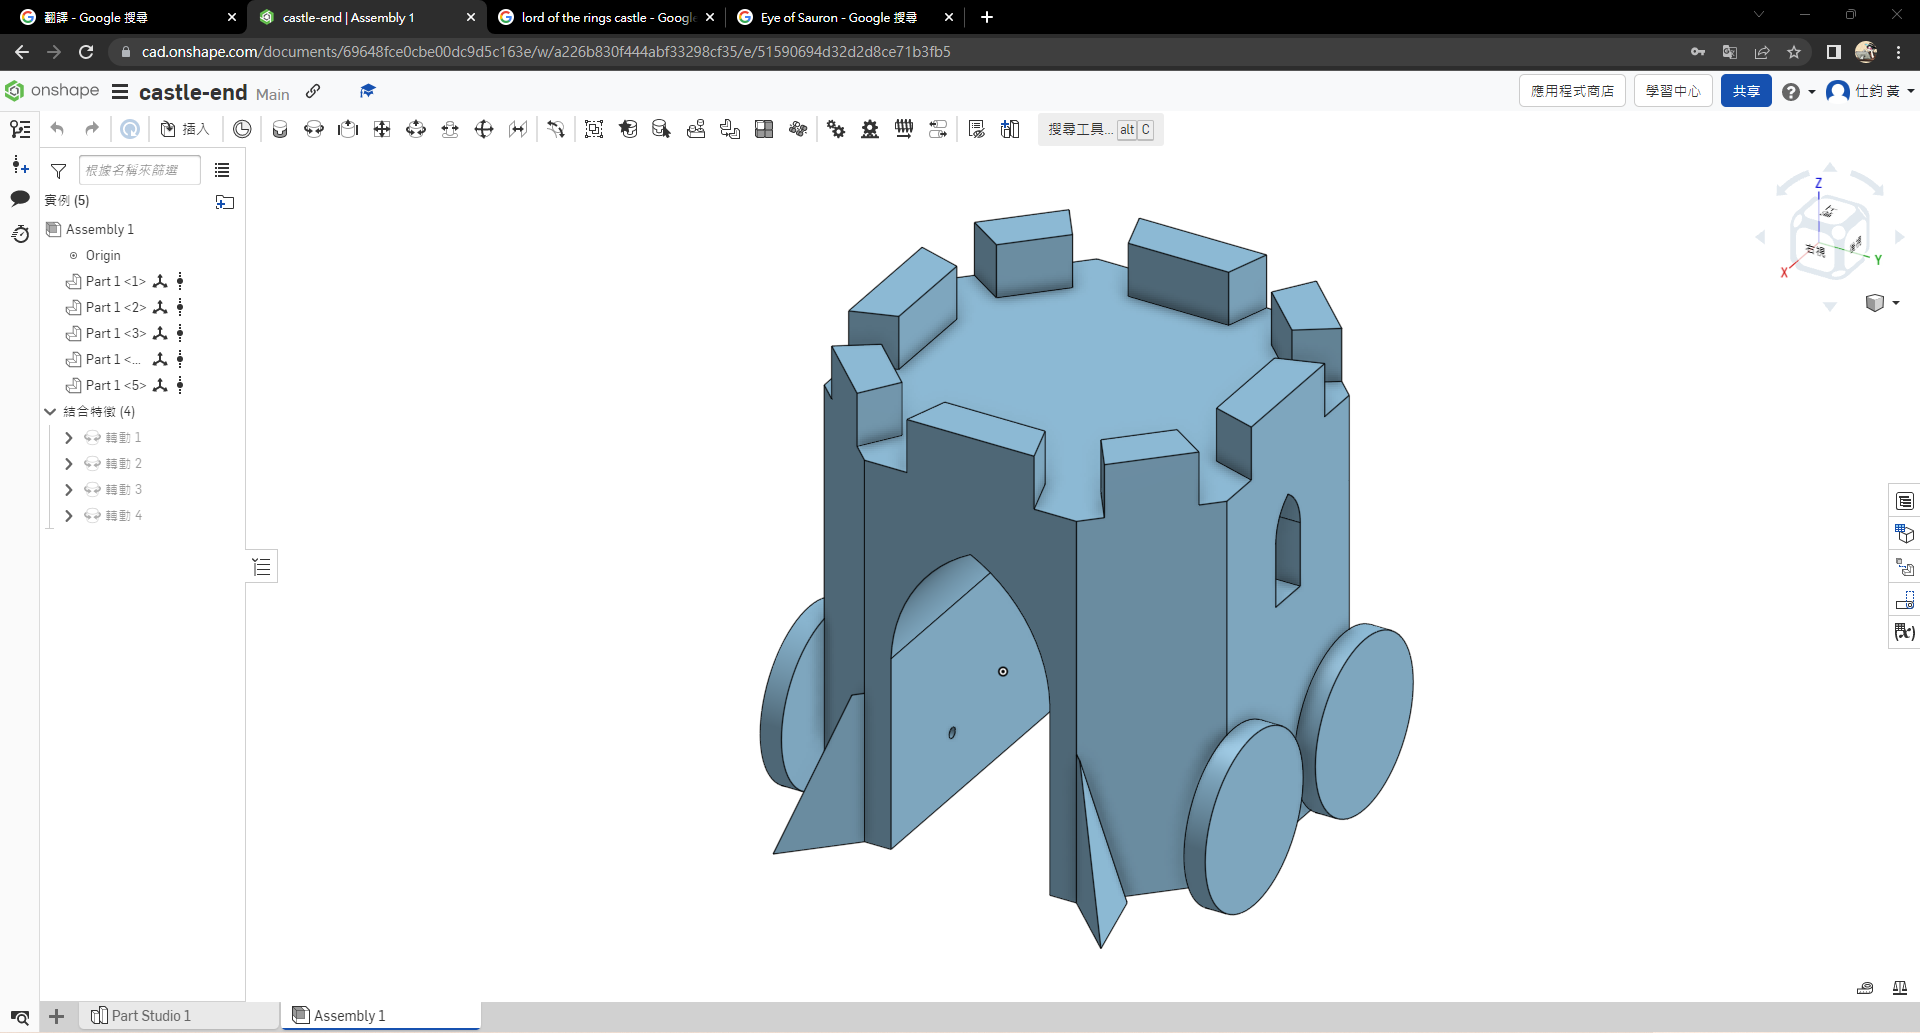 翻譯 - Google 搜尋
castle-end | Assembly 1
lord of the rings castle - Googl
Eye of Sauron - Google 搜尋
cad.onshape.com/documents/69648fce0cbe00dc9d5c163e/w/a226b830f444abf33298cf35/e/51590694d32d2d8ce71b3fb5
onshape
castle-end Main
應用程式商店
學習中心
共享
仕鈞 黃
插入
搜尋工具... alt C
根據名稱來篩選
實例 (5)
Assembly 1
Origin
Part 1 <1>
Part 1 <2>
Part 1 <3>
Part 1 <...
Part 1 <5>
結合特徵 (4)
轉動 1
轉動 2
轉動 3
轉動 4
Z
上視
右視
Y
X
(x)
Part Studio 1
Assembly 1